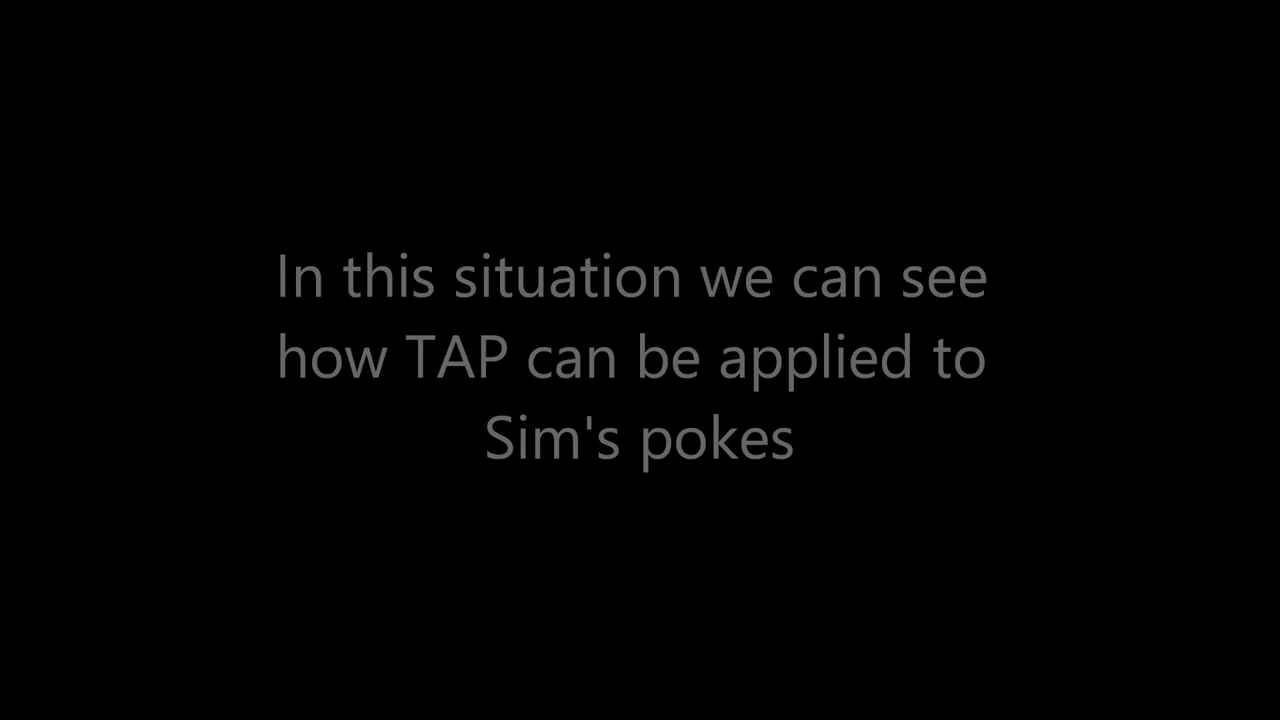 In this situation we can see
how TAP can be applied to
Sim's pokes